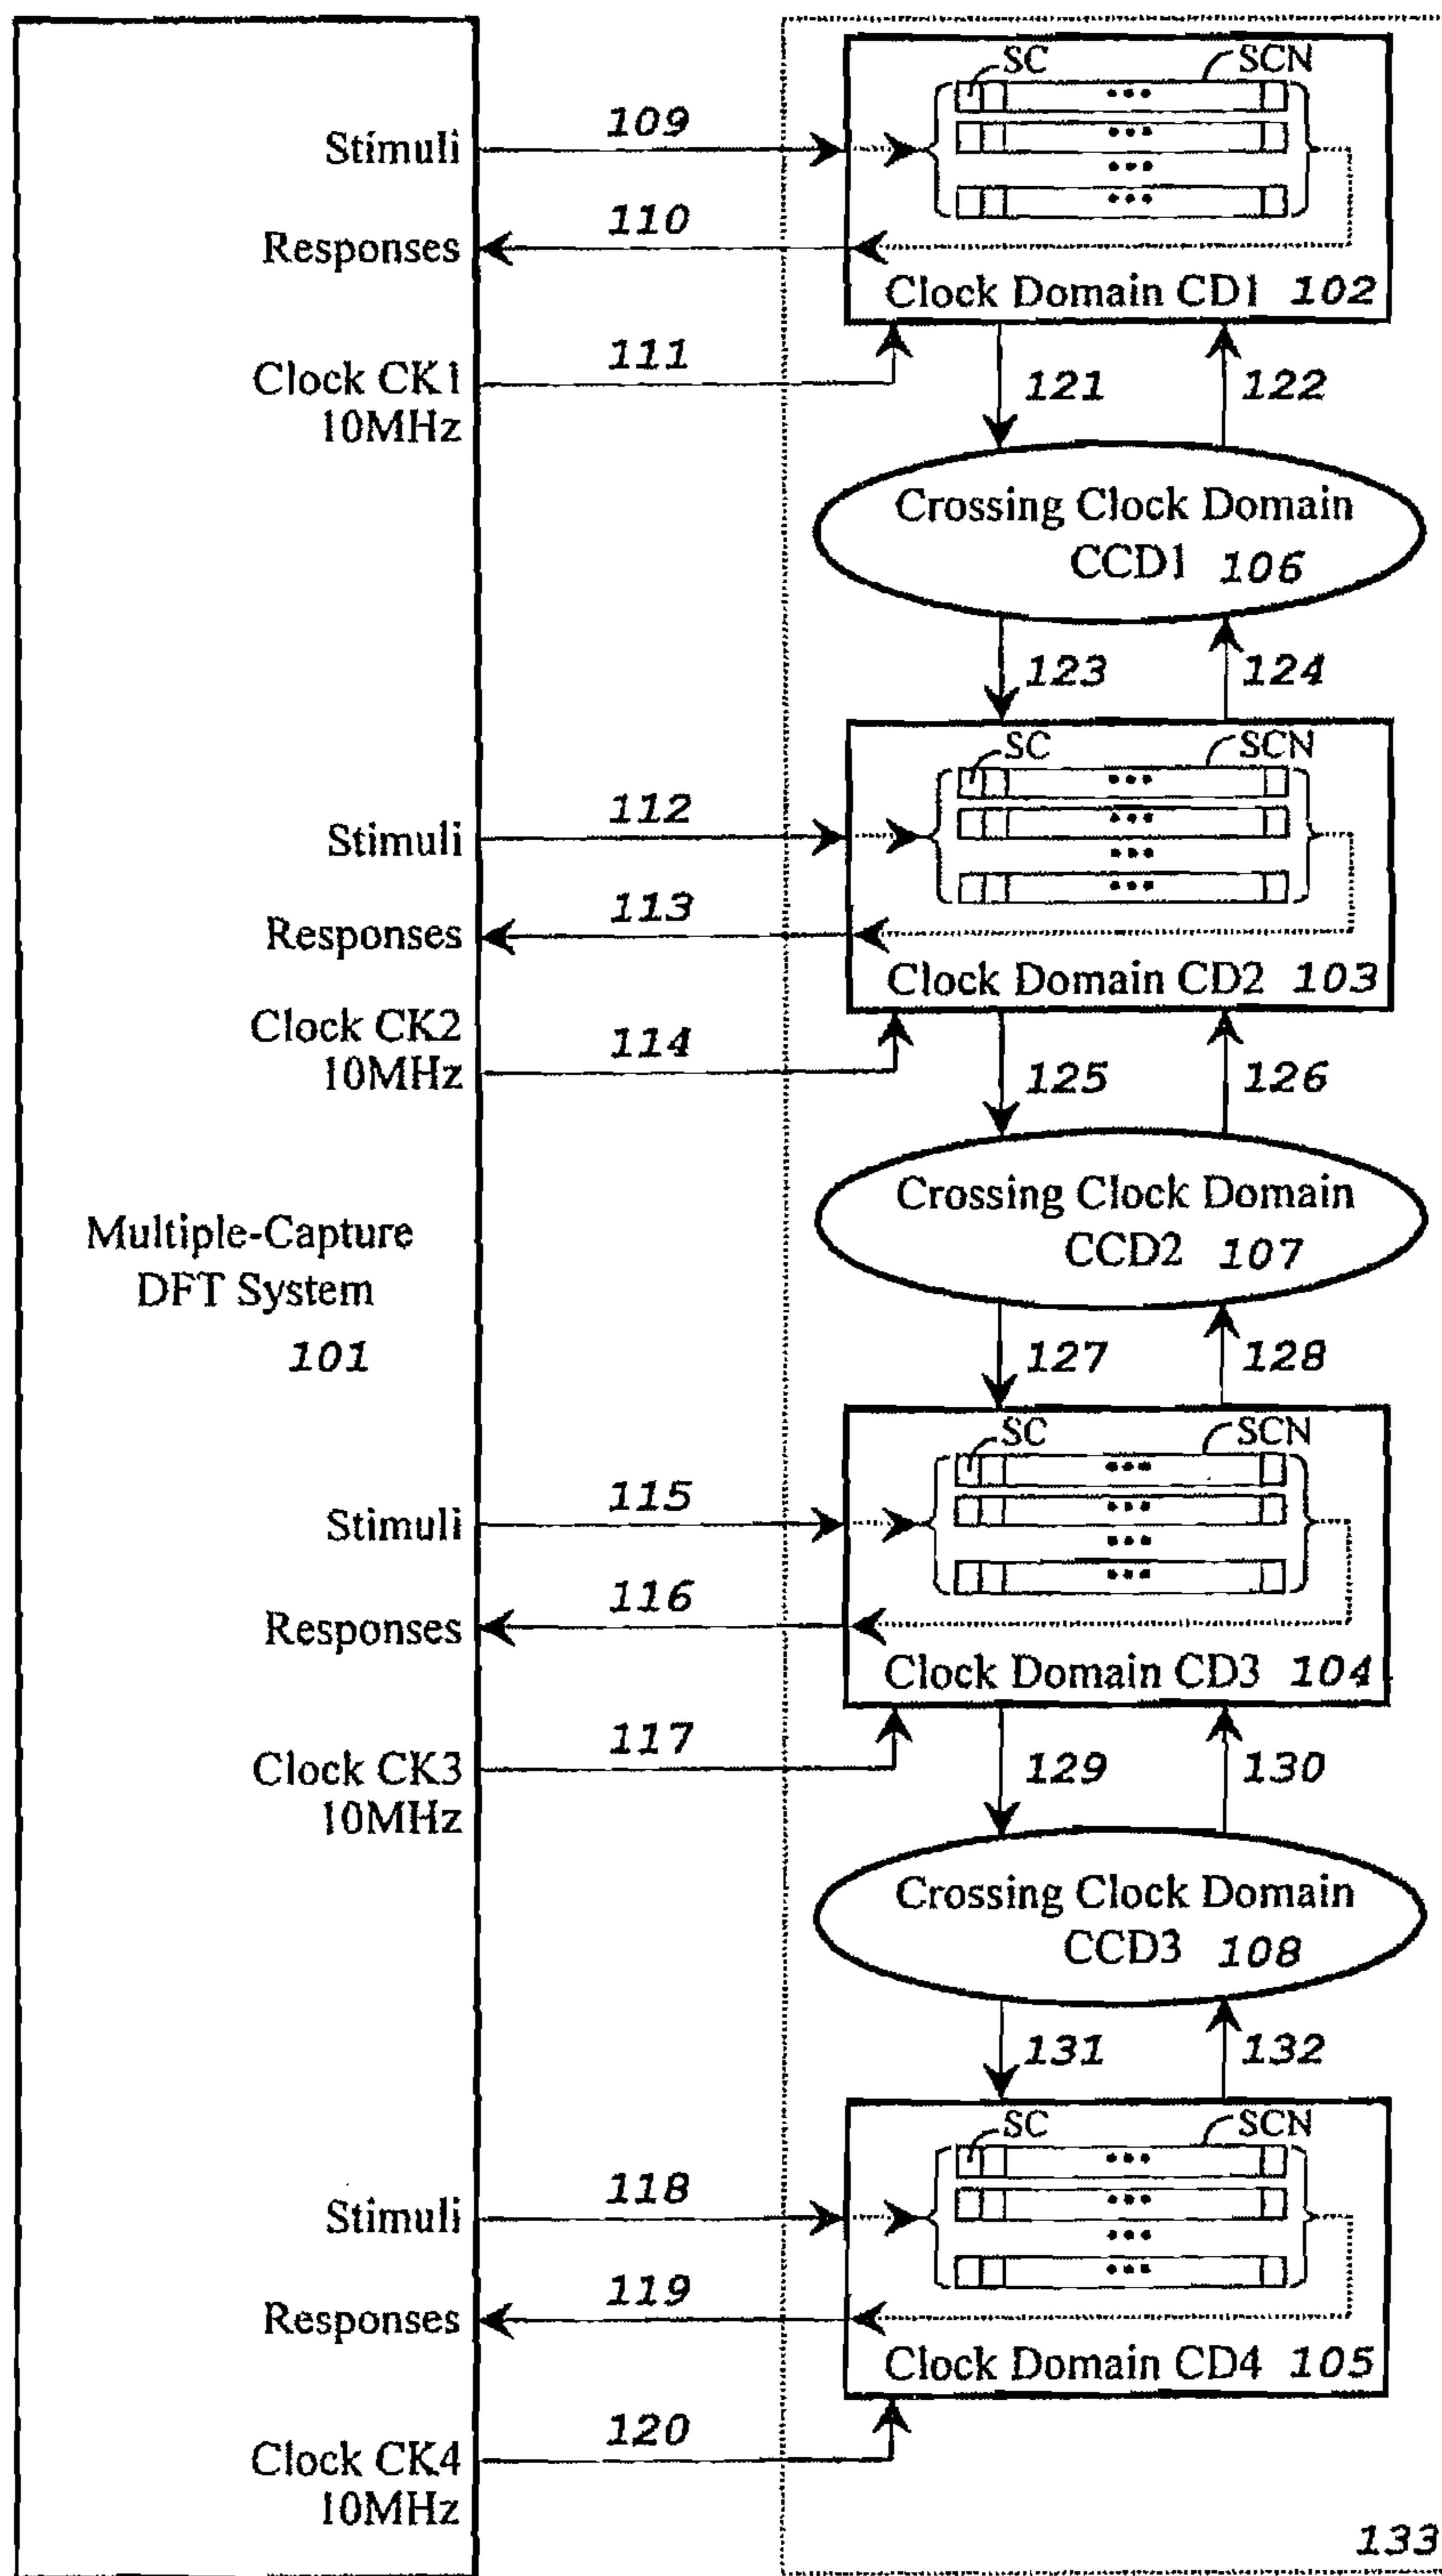 SC SCN
Stimuli 109
Responses 110
Clock Domain CD1 102
Clock CK1 111
10MHz
121 122
Crossing Clock Domain
CCD1 106
123 124
SC SCN
Stimuli 112
Responses 113
Clock Domain CD2 103
Clock CK2 114
10MHz
125 126
Crossing Clock Domain
CCD2 107
Multiple-Capture
DFT System
101
127 128
SC SCN
Stimuli 115
Responses 116
Clock Domain CD3 104
Clock CK3 117
10MHz
129 130
Crossing Clock Domain
CCD3 108
131 132
SC SCN
Stimuli 118
Responses 119
Clock Domain CD4 105
Clock CK4 120
10MHz
133